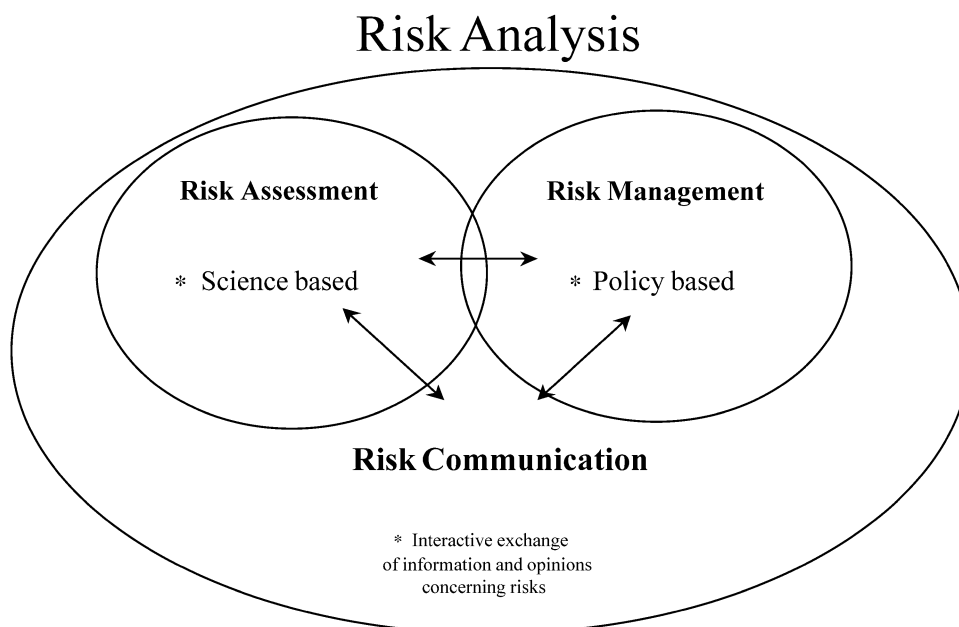 Risk Analysis
Risk Assessment
* Science based
Risk Management
* Policy based
Risk Communication
* Interactive exchange
of information and opinions
concerning risks